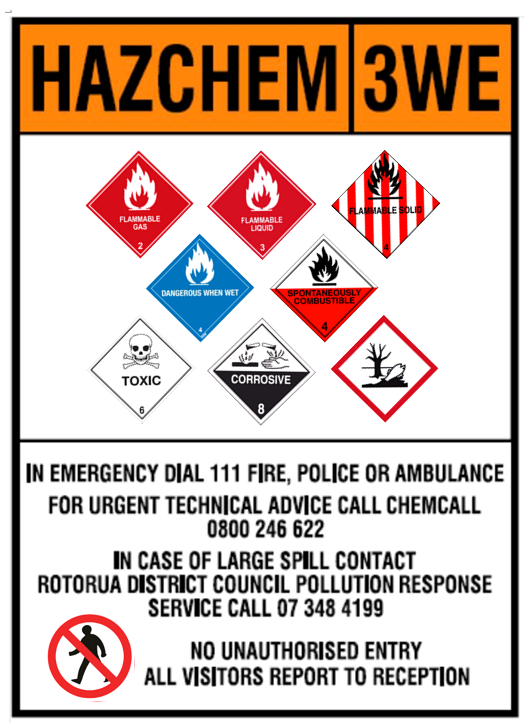 HAZCHEM 3WE
FLAMMABLE
GAS
2
FLAMMABLE
LIQUID
3
FLAMMABLE SOLID
4
DANGEROUS WHEN WET
4
SPONTANEOUSLY
COMBUSTIBLE
4
TOXIC
6
CORROSIVE
8
IN EMERGENCY DIAL 111 FIRE, POLICE OR AMBULANCE
FOR URGENT TECHNICAL ADVICE CALL CHEMCALL
0800 246 622
IN CASE OF LARGE SPILL CONTACT
ROTORUA DISTRICT COUNCIL POLLUTION RESPONSE
SERVICE CALL 07 348 4199
NO UNAUTHORISED ENTRY
ALL VISITORS REPORT TO RECEPTION